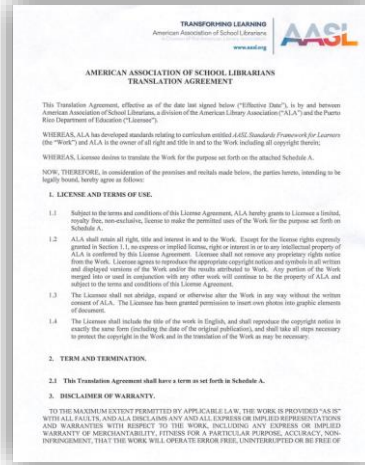 TRANSFORMING LEARNING
American Association of School Librarians
www.aasl.org
AASL
AMERICAN ASSOCIATION OF SCHOOL LIBRARIANS
TRANSLATION AGREEMENT
This Translation Agreement, effective as of the date last signed below ("Effective Date"), is by and between
American Association of School Librarians, a division of the American Library Association ("ALA") and the Puerto
Rico Department of Education ("Licensee").
WHEREAS, ALA has developed standards relating to curriculum entitled AASL Standards Framework for Learners
(the "Work") and ALA is the owner of all right and title in and to the Work including all copyright therein;
WHEREAS, Licensee desires to translate the Work for the purpose set forth on the attached Schedule A.
NOW, THEREFORE, in consideration of the premises and recitals made below, the parties hereto, intending to be
legally bound, hereby agree as follows:
1. LICENSE AND TERMS OF USE.
1.1 Subject to the terms and conditions of this License Agreement, ALA hereby grants to Licensee a limited,
royalty free, non-exclusive, license to make the permitted uses of the Work for the purpose set forth on
Schedule A.
1.2 ALA shall retain all right, title and interest in and to the Work. Except for the license rights expressly
granted in Section 1.1, no express or implied license, right or interest in or to any intellectual property of
ALA is conferred by this License Agreement. Licensee shall not remove any proprietary rights notice
from the Work. Licensee agrees to reproduce the appropriate copyright notices and symbols in all written
and displayed versions of the Work and/or the results attributed to Work. Any portion of the Work
merged into or used in conjunction with any other work will continue to be the property of ALA and
subject to the terms and conditions of this License Agreement.
1.3 The Licensee shall not abridge, expand or otherwise alter the Work in any way without the written
consent of ALA. The Licensee has been granted permission to insert own photos into graphic elements
of document.
1.4 The Licensee shall include the title of the work in English, and shall reproduce the copyright notice in
exactly the same form (including the date of the original publication), and shall take all steps necessary
to protect the copyright in the Work and in the translation of the Work as may be necessary.
2. TERM AND TERMINATION.
2.1 This Translation Agreement shall have a term as set forth in Schedule A.
3. DISCLAIMER OF WARRANTY.
TO THE MAXIMUM EXTENT PERMITTED BY APPLICABLE LAW, THE WORK IS PROVIDED "AS IS"
WITH ALL FAULTS, AND ALA DISCLAIMS ANY AND ALL EXPRESS OR IMPLIED REPRESENTATIONS
AND WARRANTIES WITH RESPECT TO THE WORK, INCLUDING ANY EXPRESS OR IMPLIED
WARRANTY OF MERCHANTABILITY, FITNESS FOR A PARTICULAR PURPOSE, ACCURACY, NON-
INFRINGEMENT, THAT THE WORK WILL OPERATE ERROR FREE, UNINTERRUPTED OR BE FREE OF